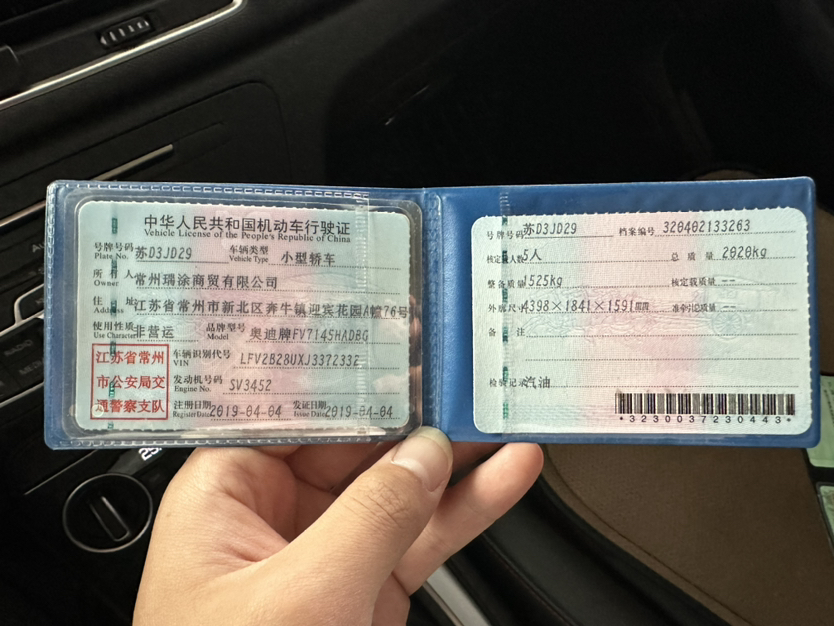 中华人民共和国机动车行驶证
Vehicle License of the People's Republic of China
号牌号码 苏D3JD29 车辆类型 小型轿车
Plate No. Vehicle Type
所有人 常州瑞涂商贸有限公司
Owner
住址 江苏省常州市新北区奔牛镇迎宾花园A幢76号
Address
使用性质 非营运 品牌型号 奥迪牌FV7145HADBG
Use Character Model
江苏省常州
市公安局交
通警察支队
车辆识别代号 LFV2B28UXJ3372332
VIN
发动机号码 SV3452
Engine No.
注册日期 2019-04-04 发证日期 2019-04-04
Register Date Issue Date
号牌号码 苏D3JD29 档案编号 320402133263
核定载人数 5人 总质量 2020kg
整备质量 1525kg 核定载质量 --
外廓尺寸 4398×1841×1591mm 准牵引总质量 --
备注
检验记录 汽油
*3230037230443*